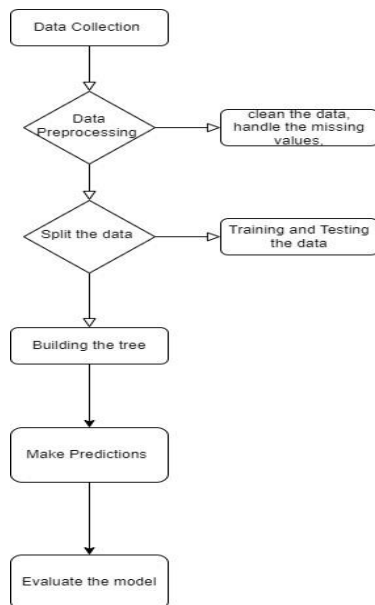 Data Collection
Data
Preprocessing
clean the data,
handle the missing
values,
Split the data
Training and Testing
the data
Building the tree
Make Predictions
Evaluate the model